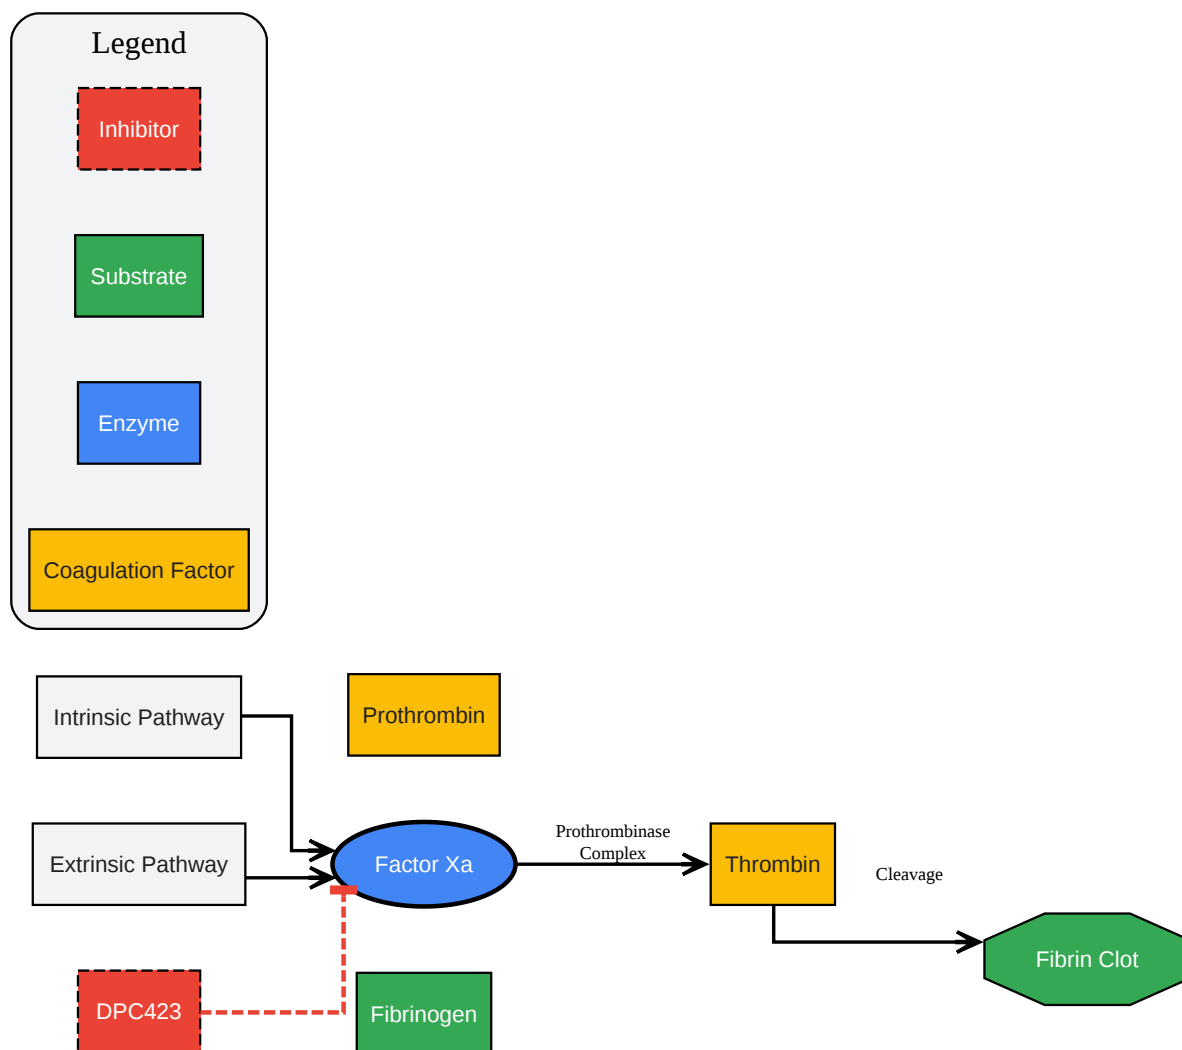 Legend
Inhibitor
Substrate
Enzyme
Coagulation Factor
Intrinsic Pathway
Prothrombin
Extrinsic Pathway
Factor Xa
Prothrombinase
Complex
Thrombin
Cleavage
Fibrin Clot
DPC423
Fibrinogen